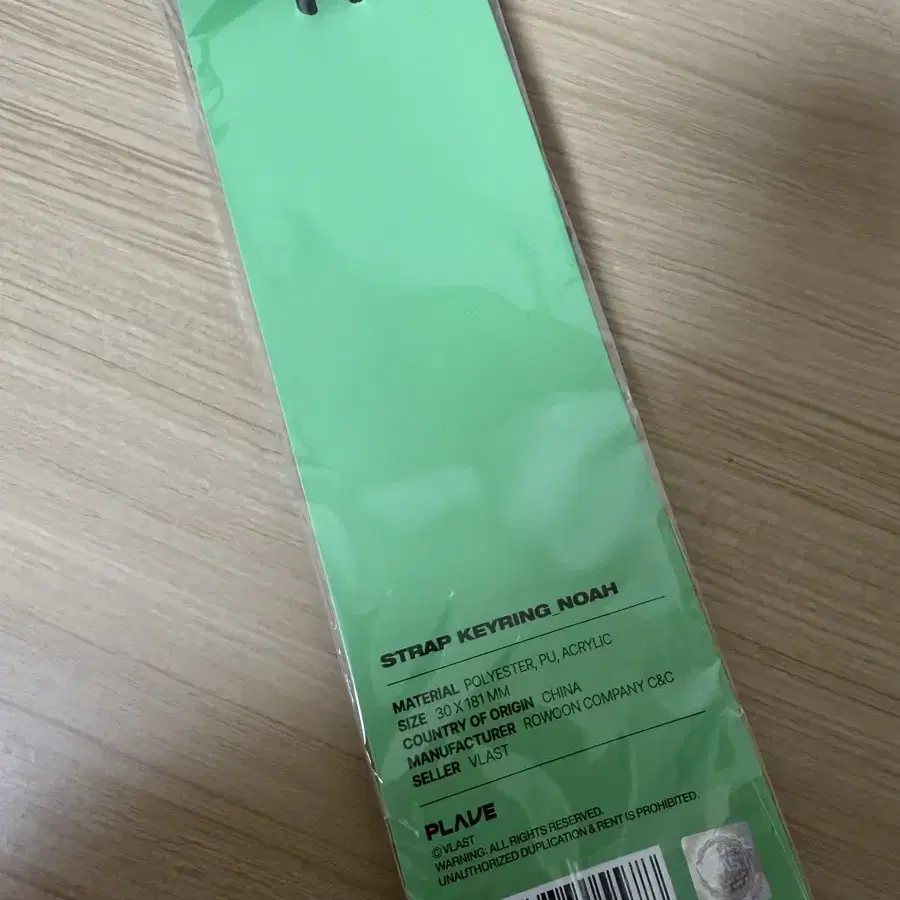 STRAP KEYRING_NOAH
MATERIAL POLYESTER, PU, ACRYLIC
SIZE 30 X 181 MM
COUNTRY OF ORIGIN CHINA
MANUFACTURER ROWCON COMPANY C&C
SELLER VLAST
PLAVE
©VLAST
WARNING: ALL RIGHTS RESERVED.
UNAUTHORIZED DUPLICATION & RENT IS PROHIBITED.